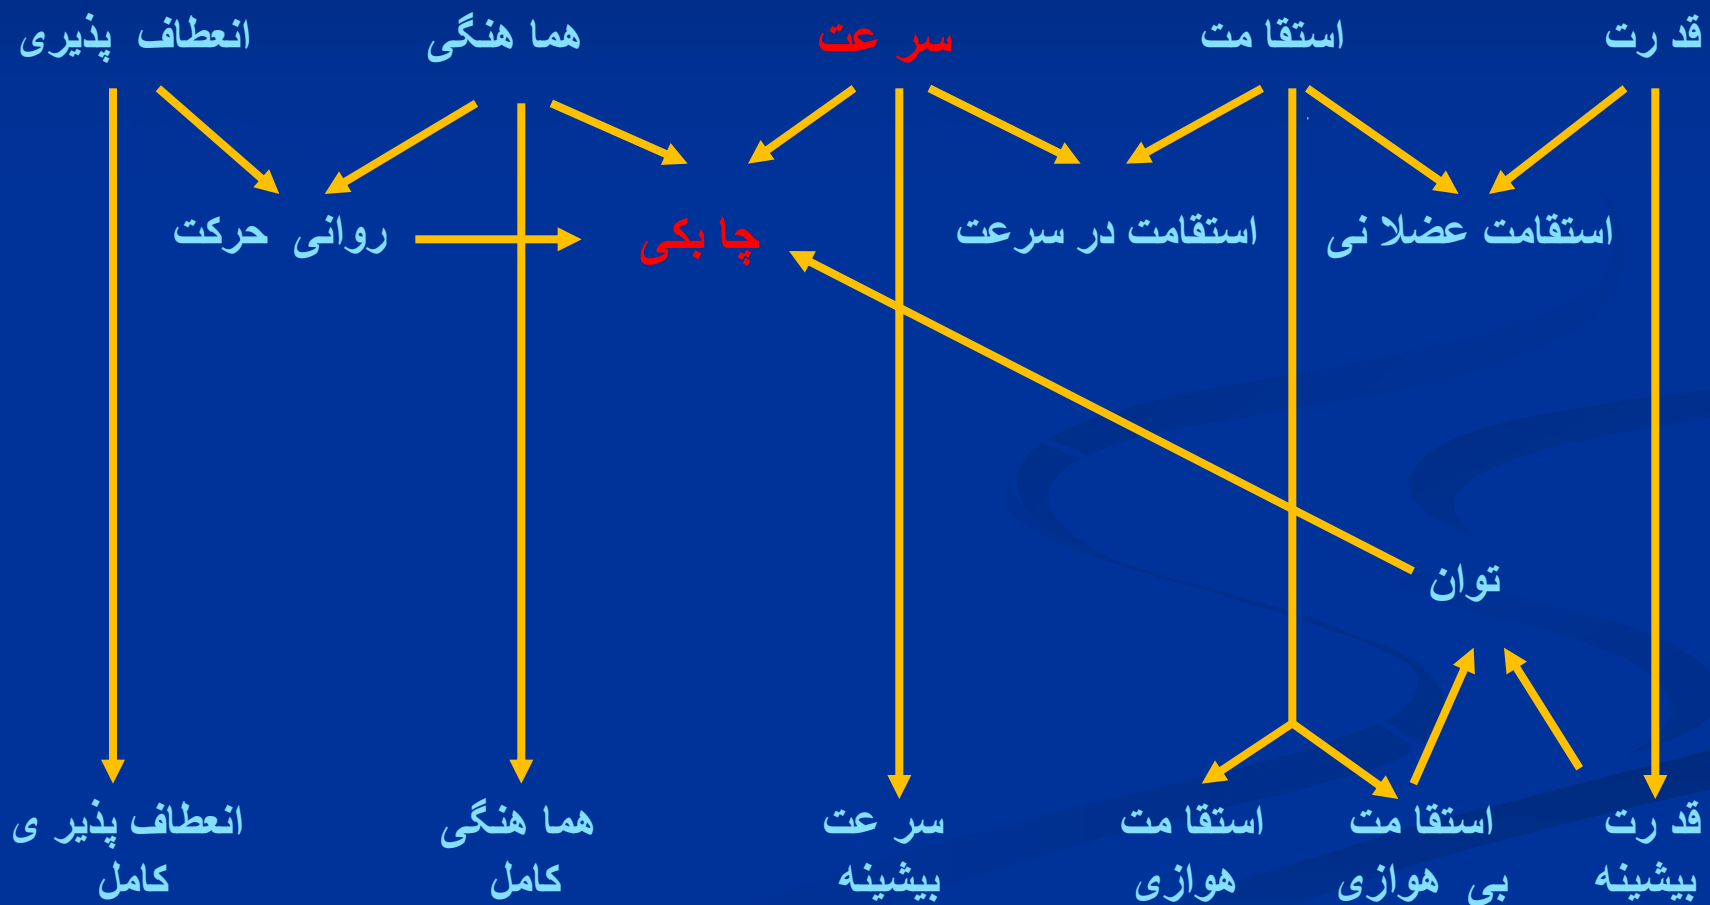 قد رت
استقا مت
سر عت
هما هنگی
انعطاف پذیری
استقامت عضلا نی
استقامت در سرعت
چا بکی
روانی حرکت
توان
قد رت
بیشینه
استقا مت
بی هوازی
استقا مت
هوازی
سر عت
بیشینه
هما هنگی
کامل
انعطاف پذیر ی
کامل